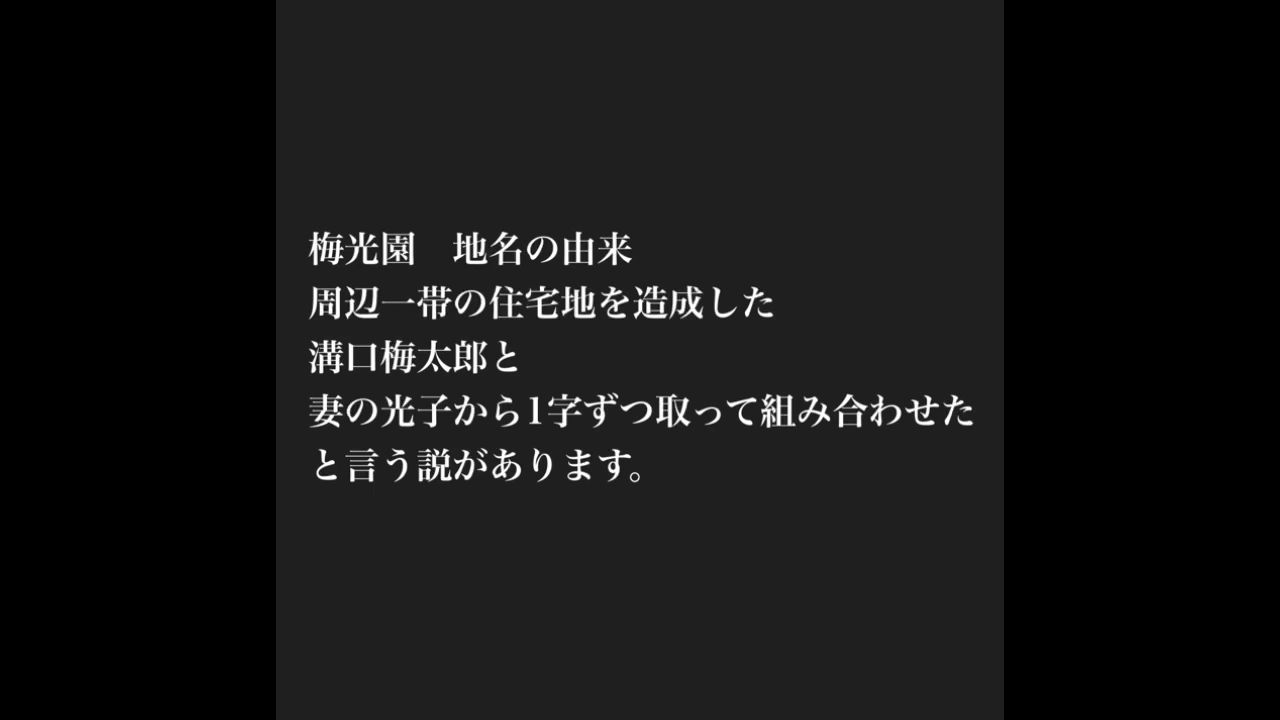 梅光園　地名の由来
周辺一帯の住宅地を造成した
溝口梅太郎と
妻の光子から1字ずつ取って組み合わせた
と言う説があります。